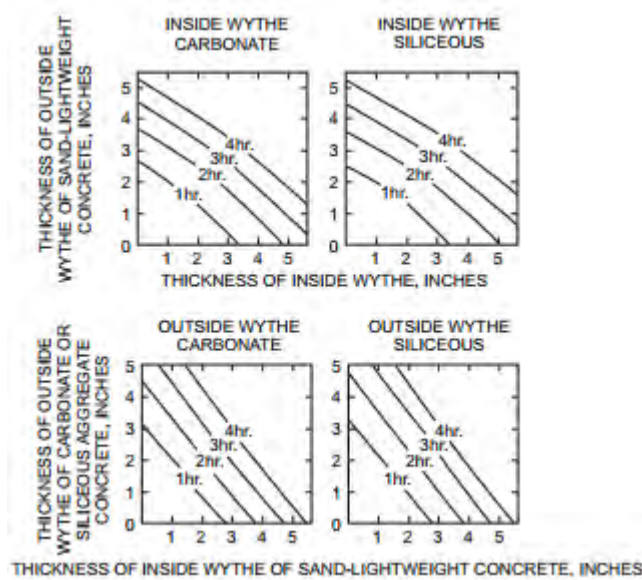 INSIDE WYTHE
CARBONATE
INSIDE WYTHE
SILICEOUS
THICKNESS OF OUTSIDE
WYTHE OF SAND-LIGHTWEIGHT
CONCRETE, INCHES
5
4
3
2
1
0
4hr.
3hr.
2hr.
1hr.
1 2 3 4 5
5
4
3
2
1
0
4hr.
3hr.
2hr.
1hr.
1 2 3 4 5
THICKNESS OF INSIDE WYTHE, INCHES
OUTSIDE WYTHE
CARBONATE
OUTSIDE WYTHE
SILICEOUS
THICKNESS OF OUTSIDE
WYTHE OF CARBONATE OR
SILICEOUS AGGREGATE
CONCRETE, INCHES
5
4
3
2
1
0
4hr.
3hr.
2hr.
1hr.
1 2 3 4 5
5
4
3
2
1
0
4hr.
3hr.
2hr.
1hr.
1 2 3 4 5
THICKNESS OF INSIDE WYTHE OF SAND-LIGHTWEIGHT CONCRETE, INCHES